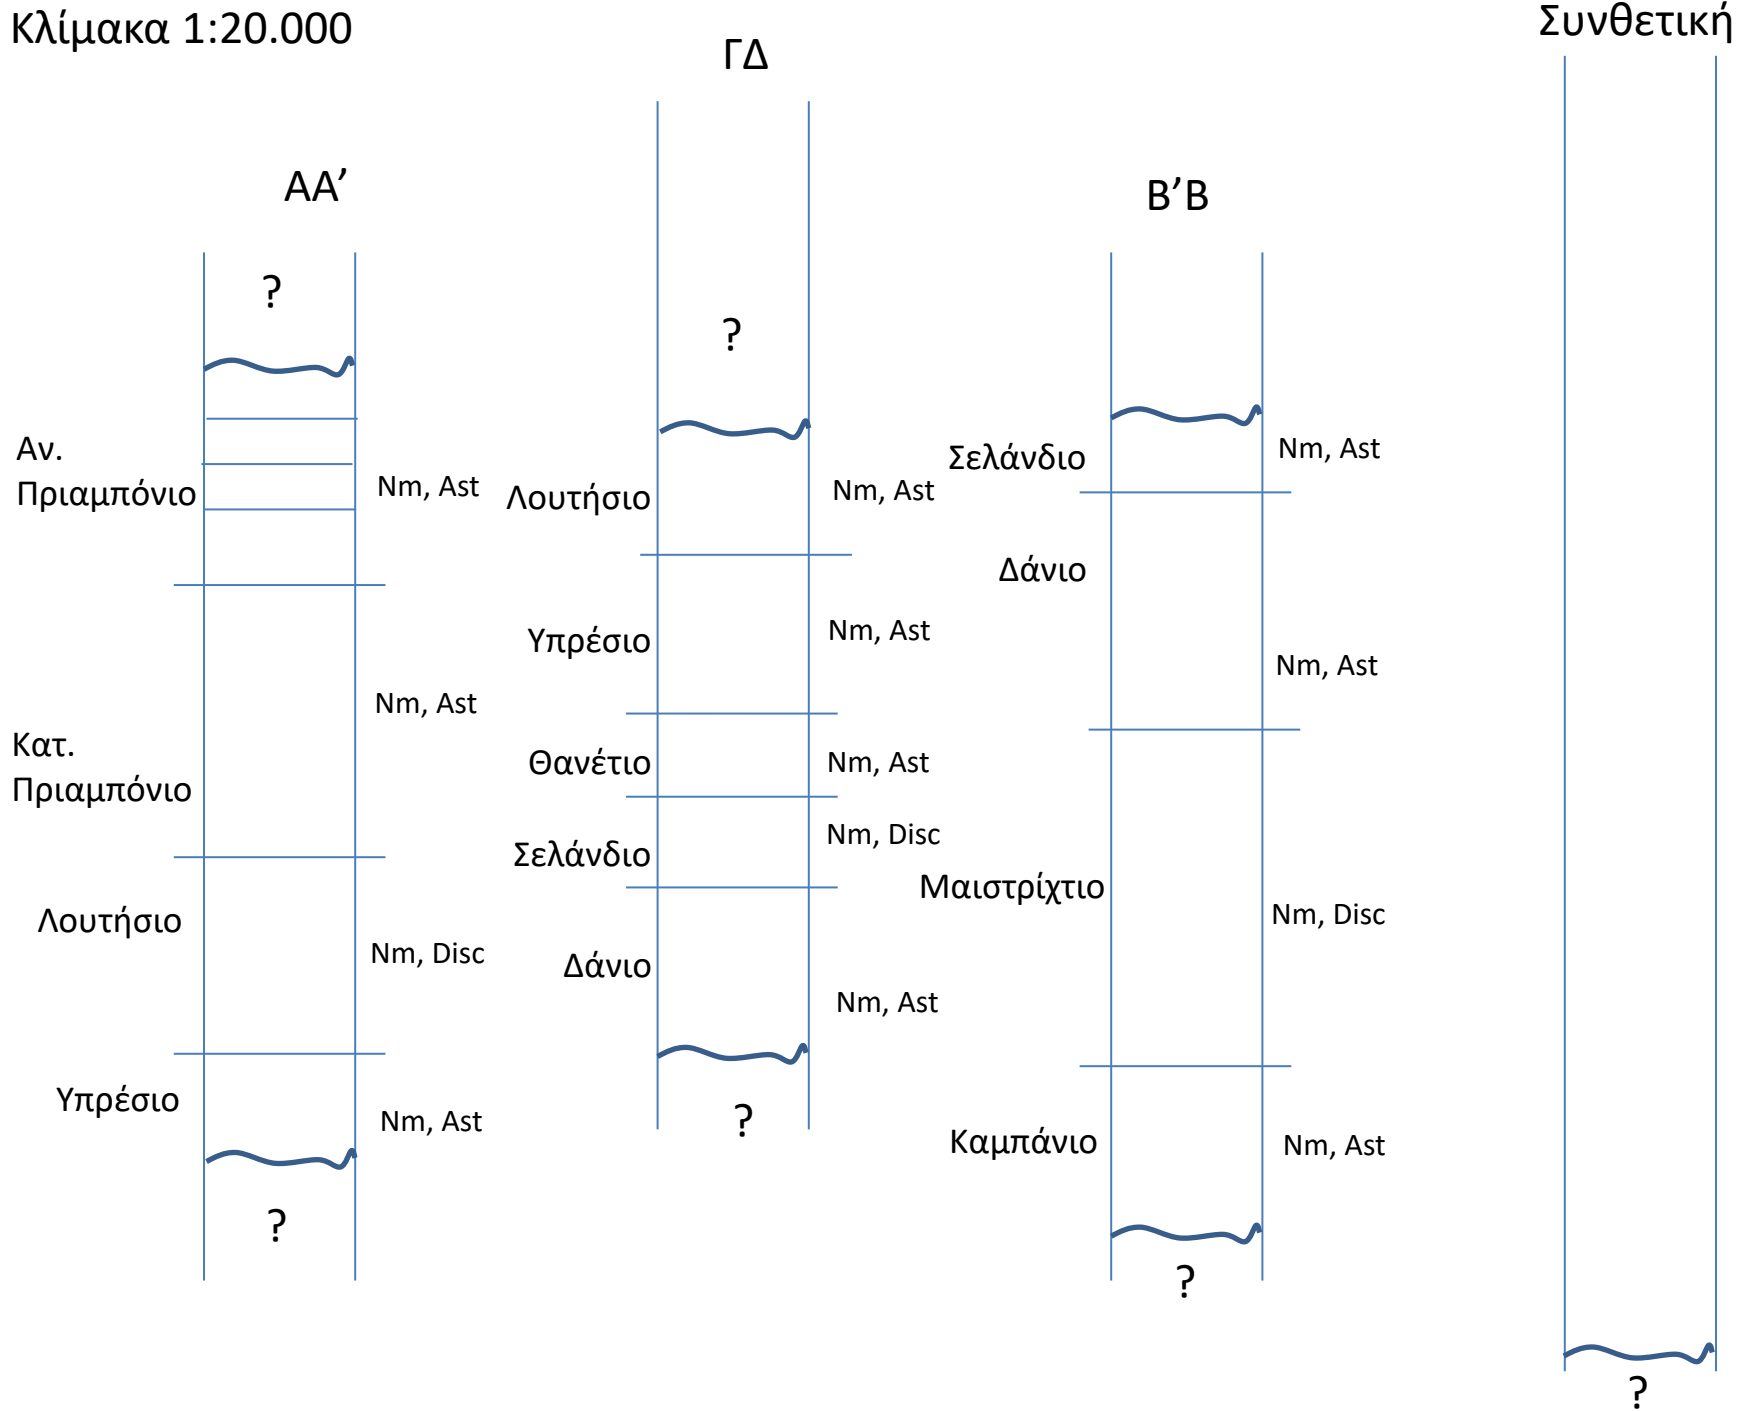 Κλίμακα 1:20.000
ΑΑ’
?
Αν.
Πριαμπόνιο
Nm, Ast
Nm, Ast
Κατ.
Πριαμπόνιο
Λουτήσιο
Nm, Disc
Υπρέσιο
Nm, Ast
?
ΓΔ
?
Λουτήσιο
Nm, Ast
Υπρέσιο
Nm, Ast
Θανέτιο
Nm, Ast
Σελάνδιο
Nm, Disc
Δάνιο
Nm, Ast
?
Β’Β
Σελάνδιο
Nm, Ast
Δάνιο
Nm, Ast
Μαιστρίχτιο
Nm, Disc
Καμπάνιο
Nm, Ast
?
Συνθετική
?